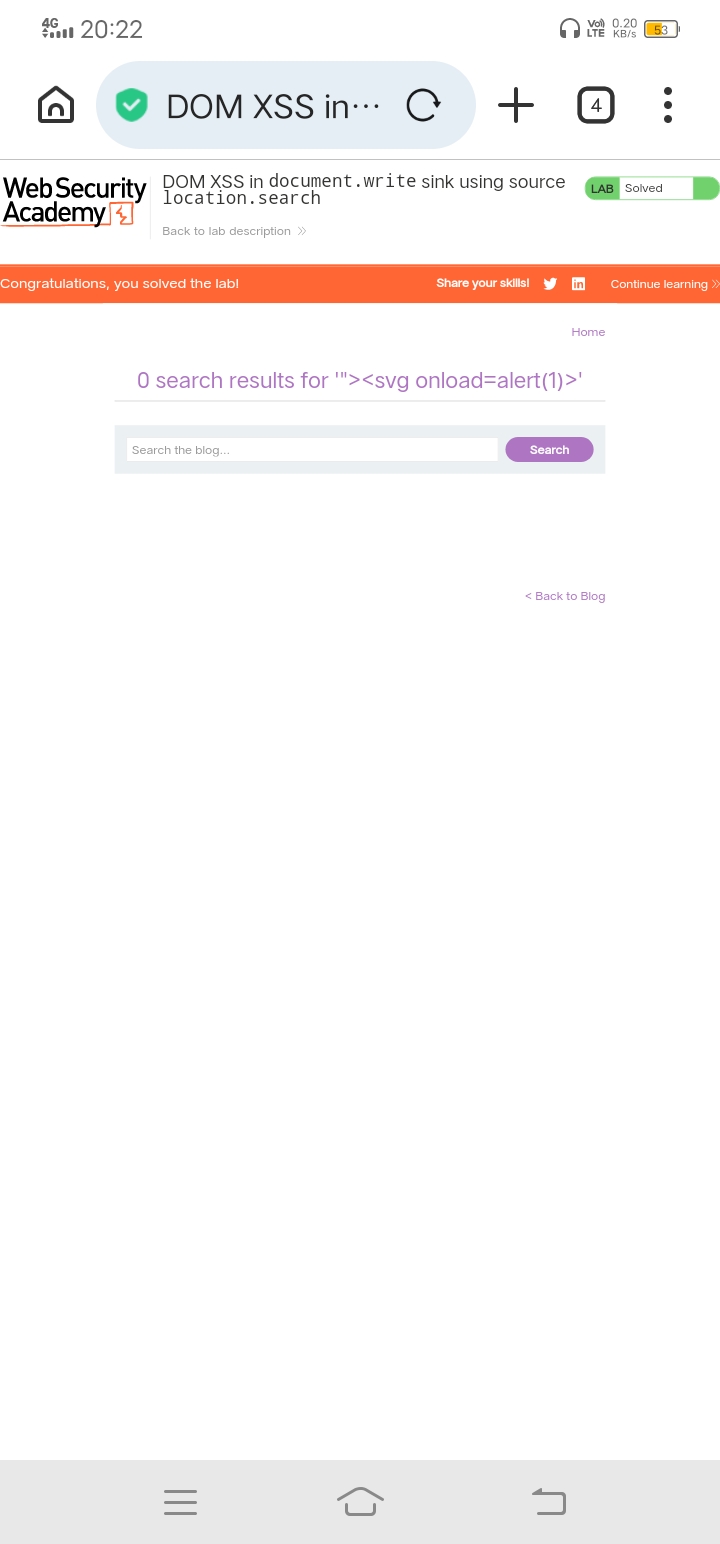 4G 20:22 VoI) LTE 0.20 KB/s 53
DOM XSS in··· 4
Web Security Academy
DOM XSS in document.write sink using source location.search
LAB Solved
Back to lab description
Congratulations, you solved the lab! Share your skills! Continue learning
Home
0 search results for '"><svg onload=alert(1)>'
Search the blog... Search
< Back to Blog